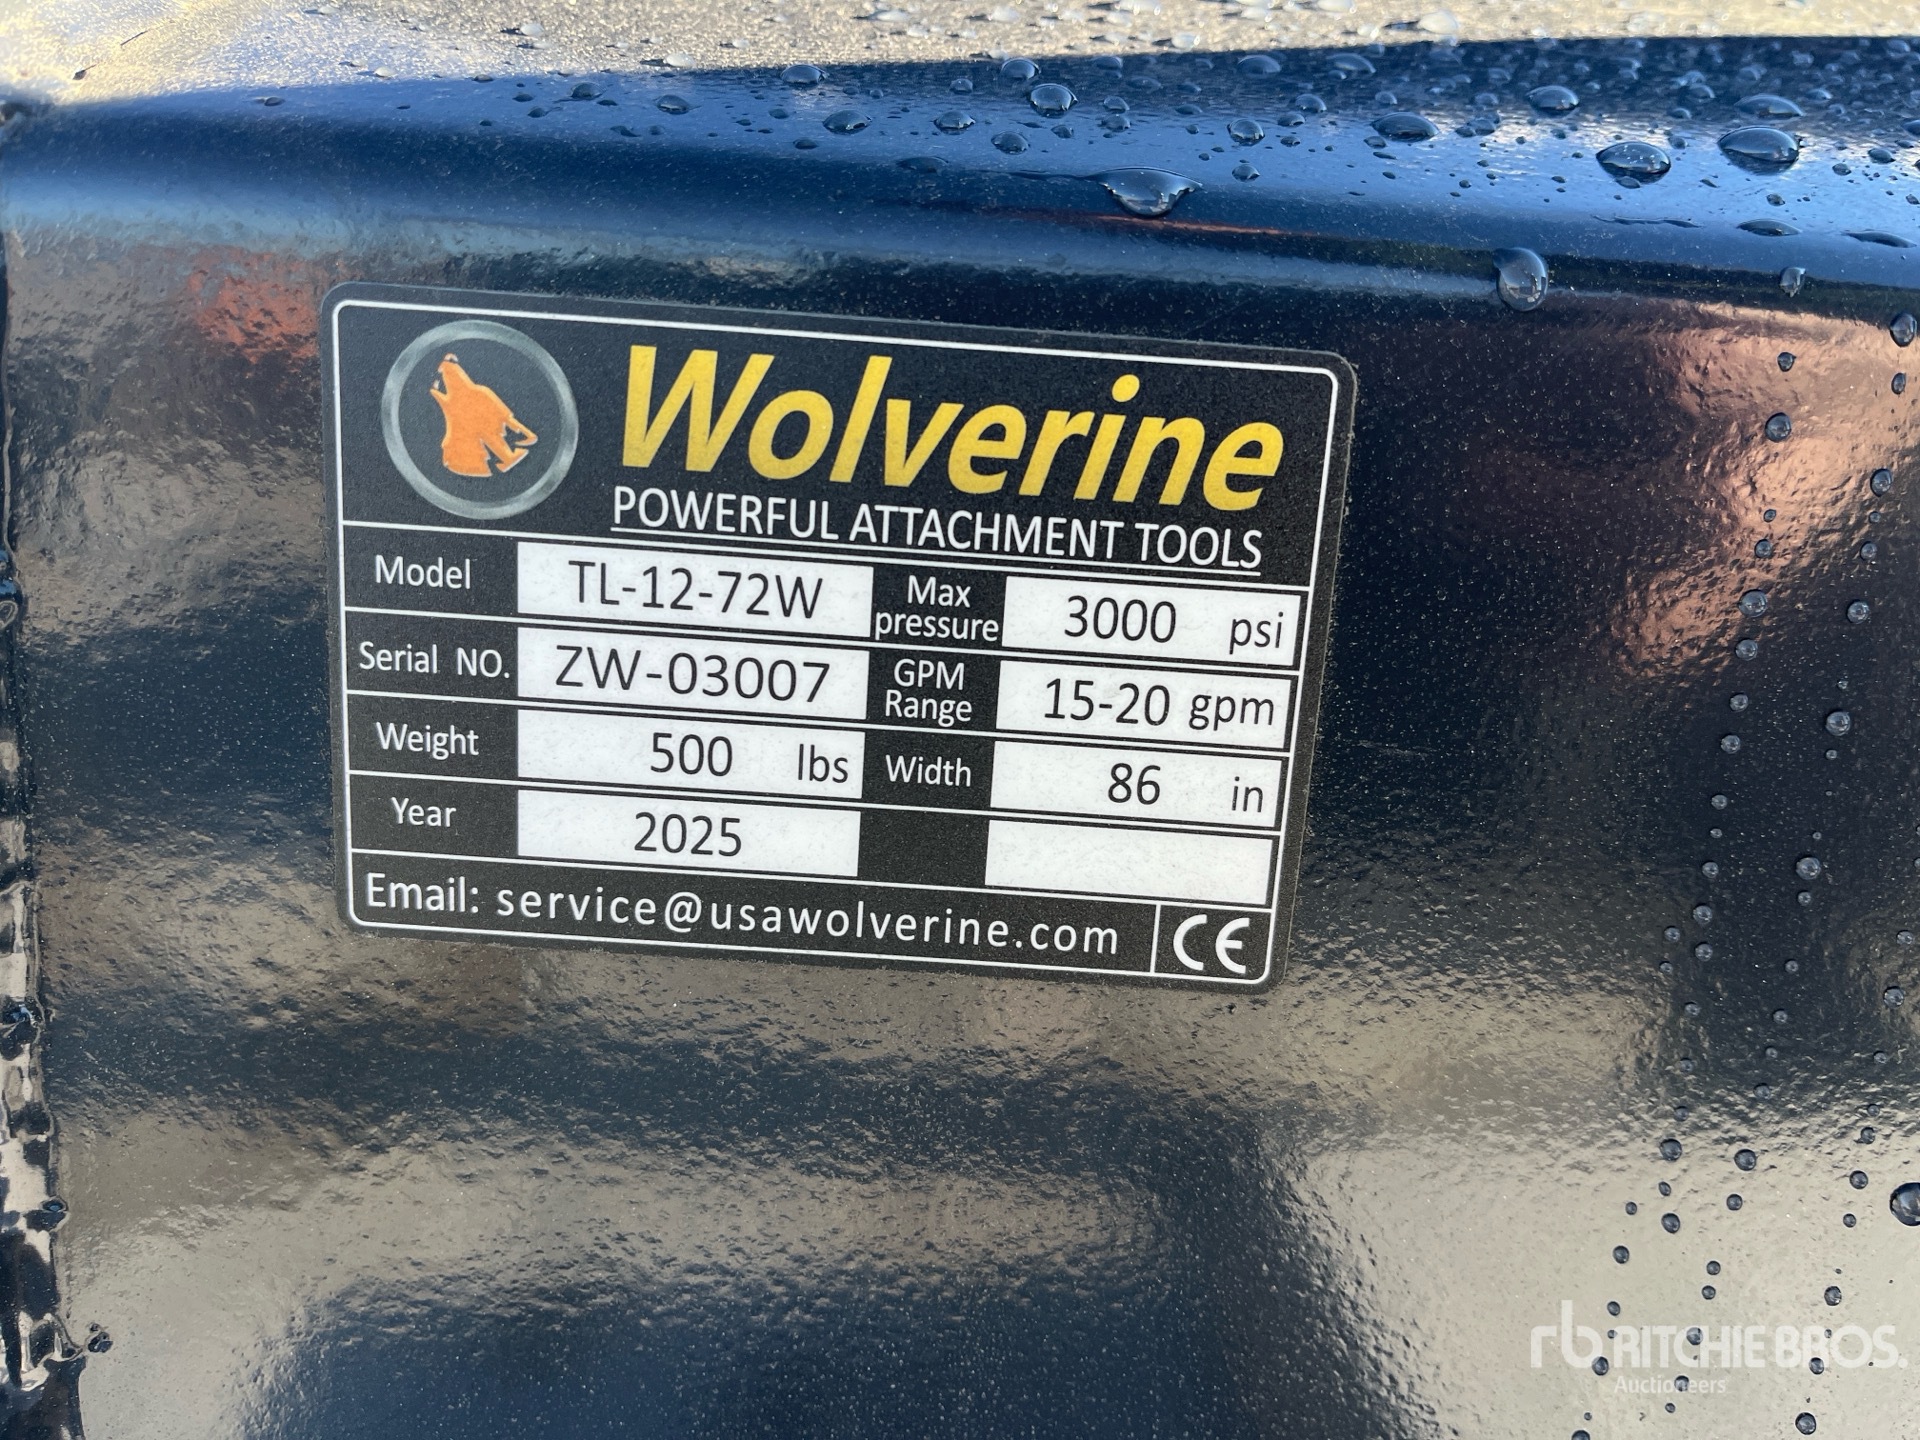 Wolverine
POWERFUL ATTACHMENT TOOLS
Model TL-12-72W Max pressure 3000 psi
Serial NO. ZW-03007 GPM Range 15-20 gpm
Weight 500 lbs Width 86 in
Year 2025
Email: service@usawolverine.com CE
rb RITCHIE BROS.
Auctioneers